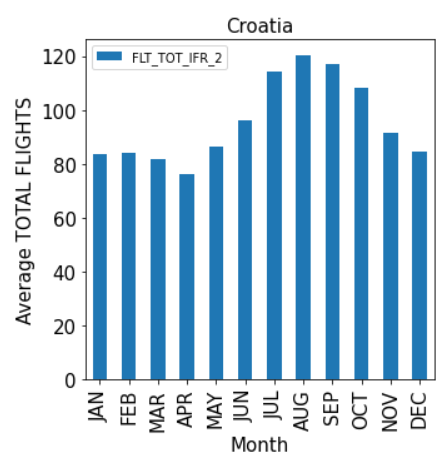 Croatia
FLT_TOT_IFR_2
Average TOTAL FLIGHTS
120
100
80
60
40
20
0
JAN FEB MAR APR MAY JUN JUL AUG SEP OCT NOV DEC
Month